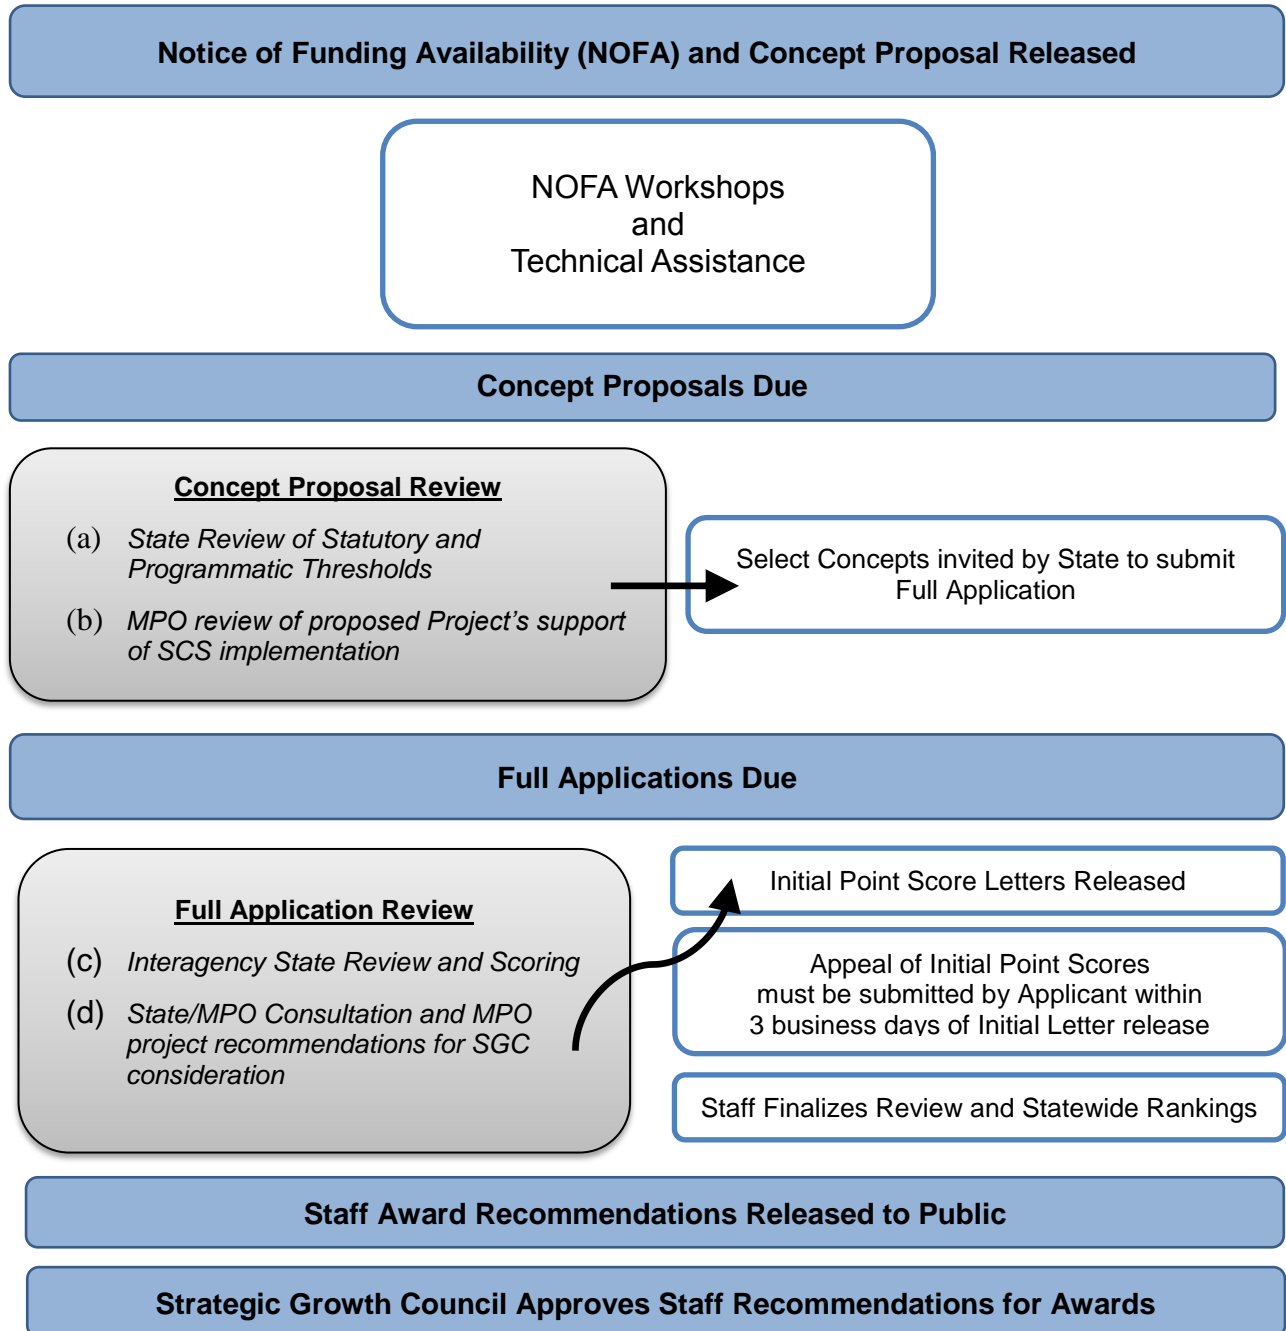 Notice of Funding Availability (NOFA) and Concept Proposal Released
NOFA Workshops
and
Technical Assistance
Concept Proposals Due
Concept Proposal Review
(a) State Review of Statutory and
Programmatic Thresholds
(b) MPO review of proposed Project's support
of SCS implementation
Select Concepts invited by State to submit
Full Application
Full Applications Due
Full Application Review
(c) Interagency State Review and Scoring
(d) State/MPO Consultation and MPO
project recommendations for SGC
consideration
Initial Point Score Letters Released
Appeal of Initial Point Scores
must be submitted by Applicant within
3 business days of Initial Letter release
Staff Finalizes Review and Statewide Rankings
Staff Award Recommendations Released to Public
Strategic Growth Council Approves Staff Recommendations for Awards